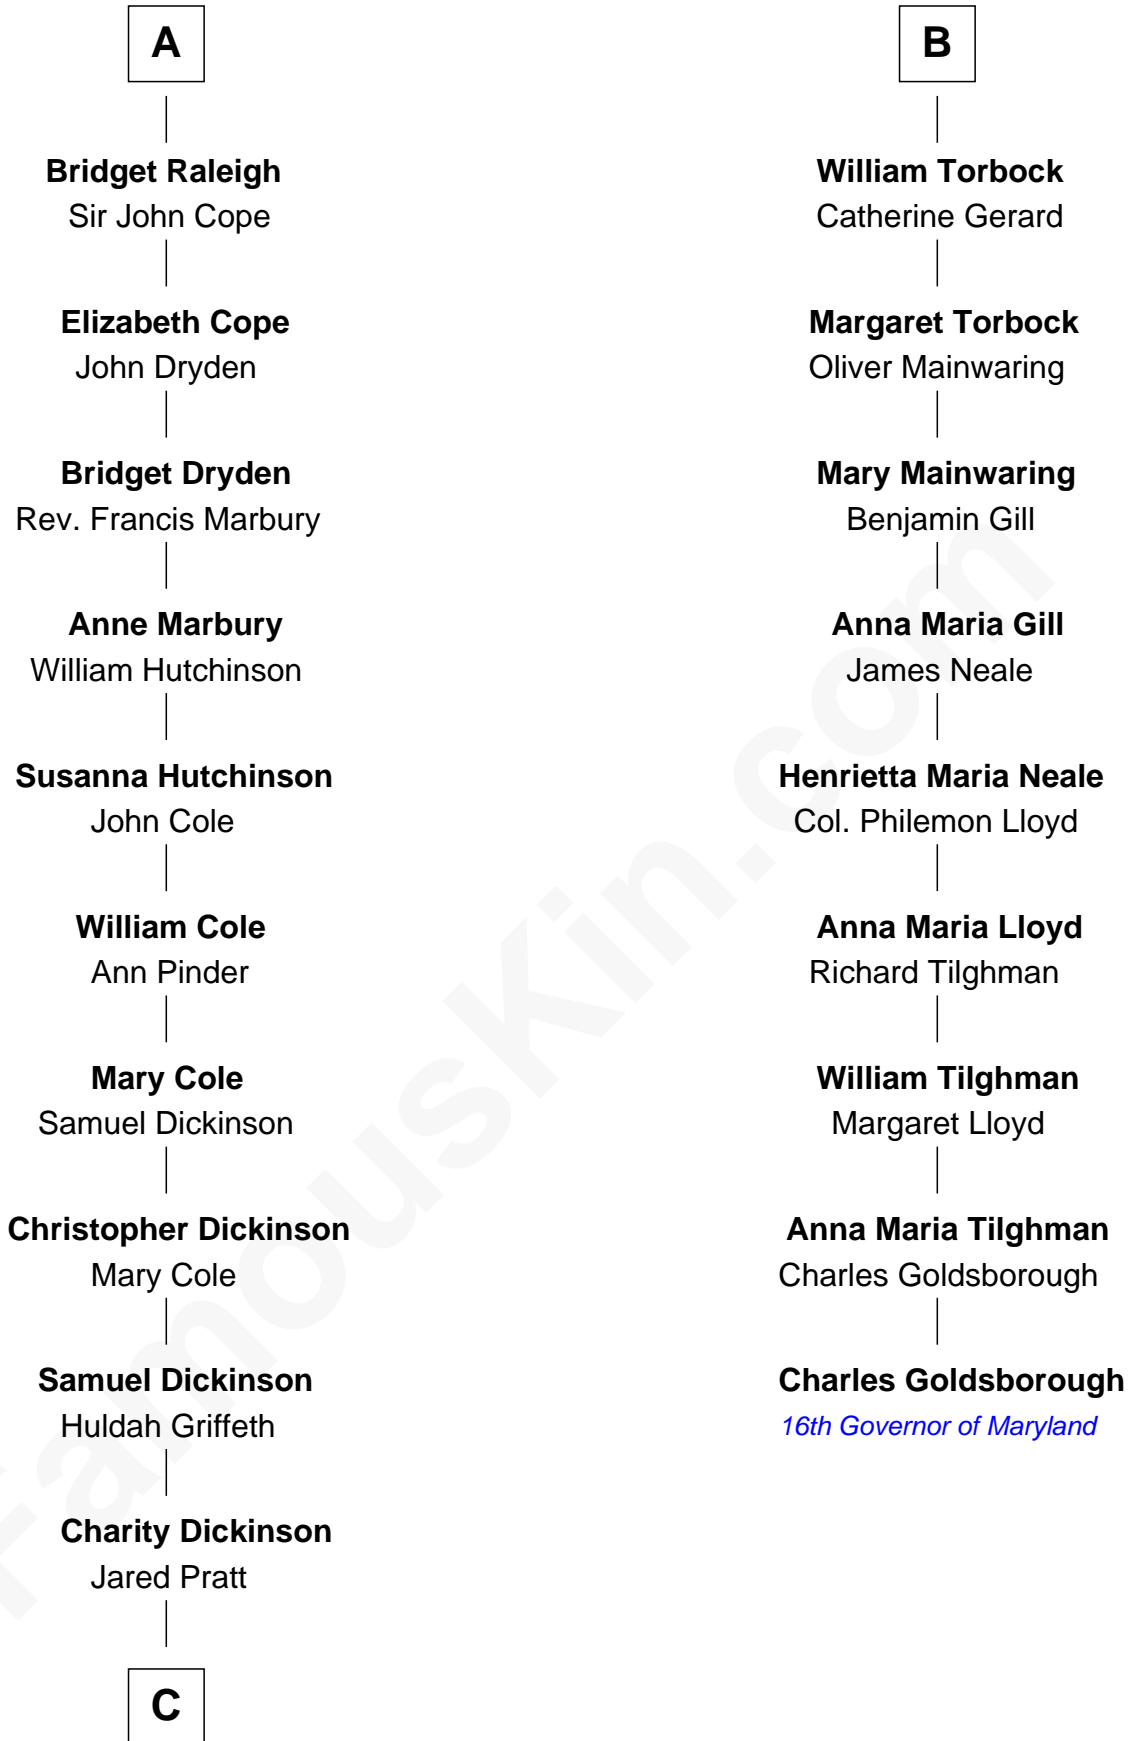 A
Bridget Raleigh
Sir John Cope
Elizabeth Cope
John Dryden
Bridget Dryden
Rev. Francis Marbury
Anne Marbury
William Hutchinson
Susanna Hutchinson
John Cole
William Cole
Ann Pinder
Mary Cole
Samuel Dickinson
Christopher Dickinson
Mary Cole
Samuel Dickinson
Huldah Griffeth
Charity Dickinson
Jared Pratt
C
B
William Torbock
Catherine Gerard
Margaret Torbock
Oliver Mainwaring
Mary Mainwaring
Benjamin Gill
Anna Maria Gill
James Neale
Henrietta Maria Neale
Col. Philemon Lloyd
Anna Maria Lloyd
Richard Tilghman
William Tilghman
Margaret Lloyd
Anna Maria Tilghman
Charles Goldsborough
Charles Goldsborough
16th Governor of Maryland
FamousKin.com